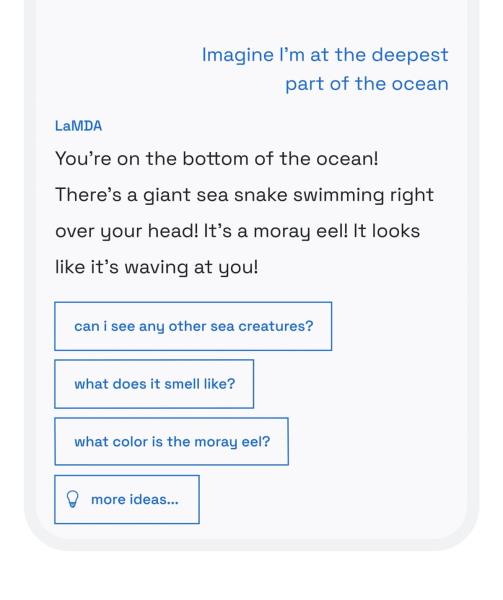 Imagine I'm at the deepest
part of the ocean
LaMDA
You're on the bottom of the ocean!
There's a giant sea snake swimming right
over your head! It's a moray eel! It looks
like it's waving at you!
can i see any other sea creatures?
what does it smell like?
what color is the moray eel?
more ideas...